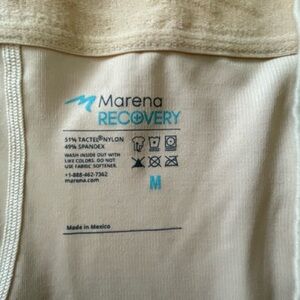 Marena
RECOVERY
51% TACTEL® NYLON
49% SPANDEX
WASH INSIDE OUT WITH
LIKE COLORS. DO NOT
USE FABRIC SOFTENER.
+1-888-462-7362
marena.com
M
Made in Mexico